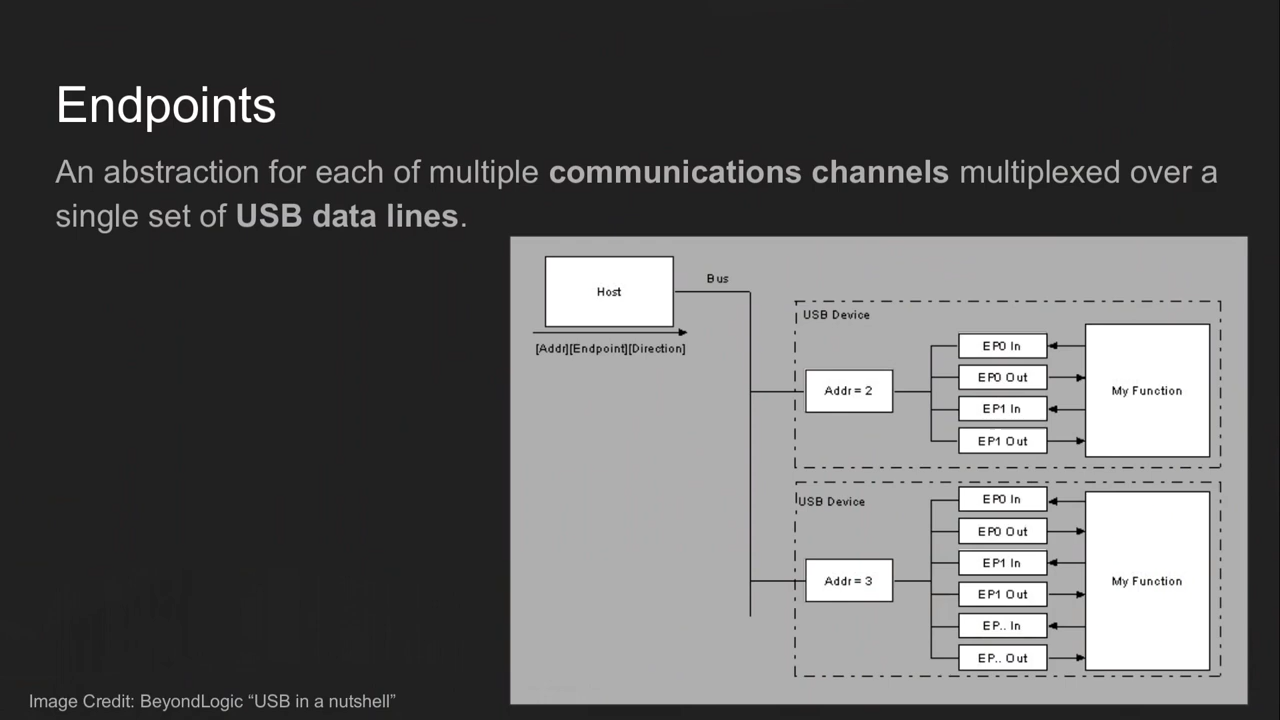 Endpoints
An abstraction for each of multiple communications channels multiplexed over a
single set of USB data lines.
Host
Bus
[Addr][Endpoint][Direction]
USB Device
Addr = 2
EP0 In
EP0 Out
EP1 In
EP1 Out
My Function
USB Device
Addr = 3
EP0 In
EP0 Out
EP1 In
EP1 Out
EP.. In
EP.. Out
My Function
Image Credit: BeyondLogic “USB in a nutshell”